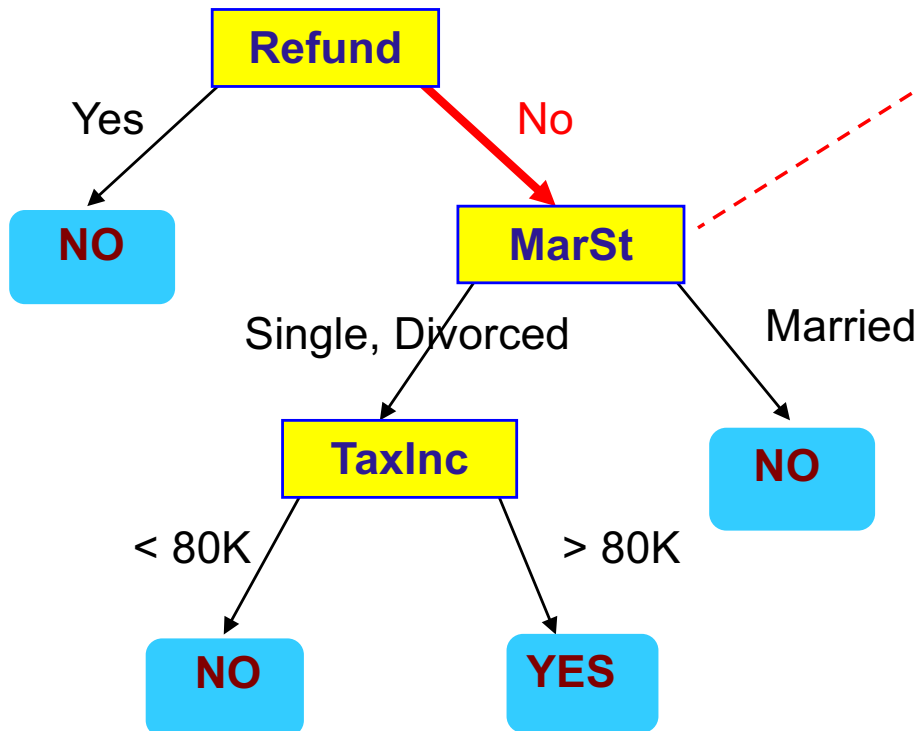 Refund
Yes
No
NO
MarSt
Single, Divorced
Married
TaxInc
NO
< 80K
> 80K
NO
YES